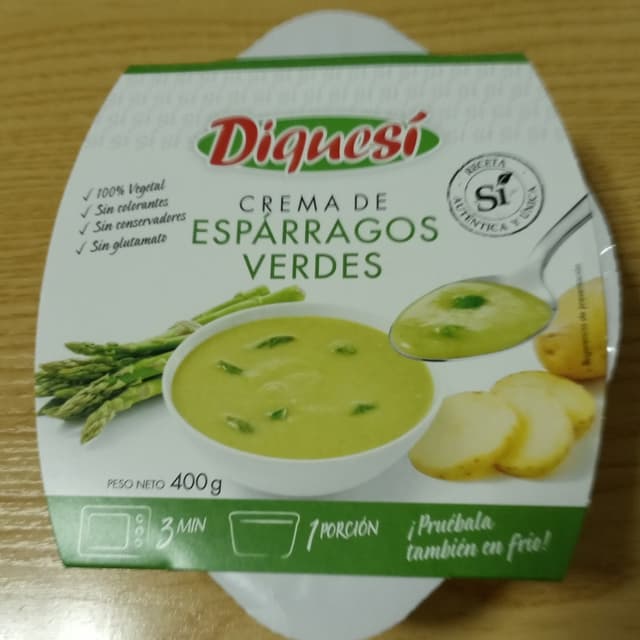 Diquesí
✓ 100% Vegetal
✓ Sin colorantes
✓ Sin conservadores
✓ Sin glutamato
CREMA DE
ESPÁRRAGOS
VERDES
RECETA
Sí
AUTÉNTICA Y ÚNICA
PESO NETO 400g
3 MIN
1 PORCIÓN
¡Pruébala
también en frío!